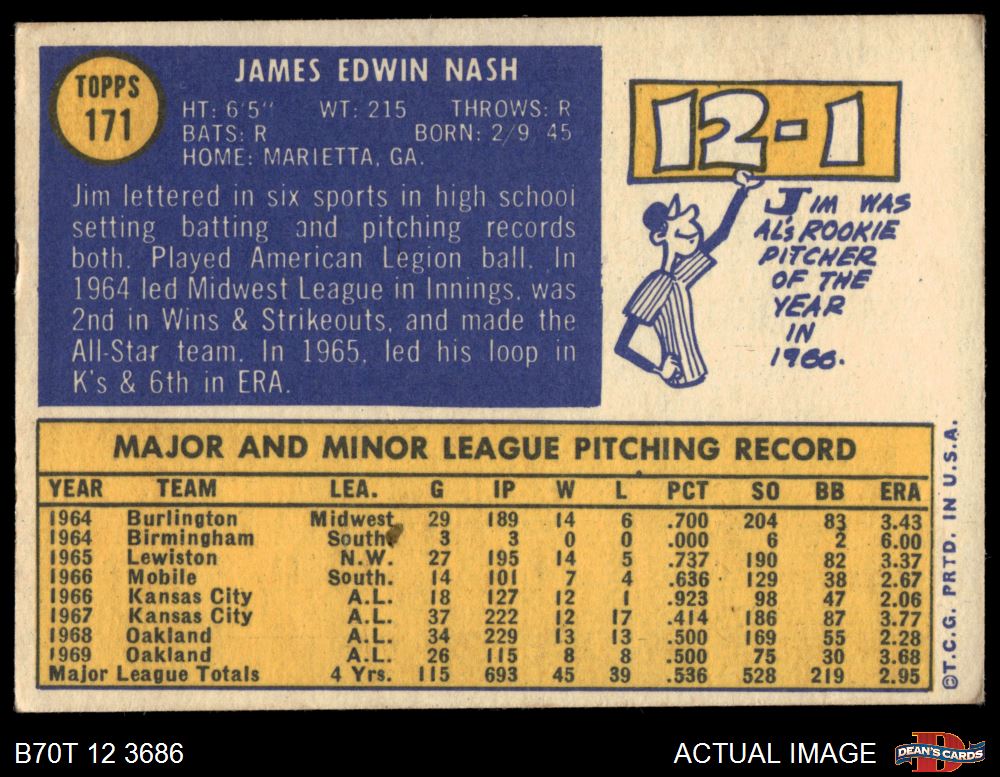 TOPPS
171
JAMES EDWIN NASH
HT: 6'5" WT: 215 THROWS: R
BATS: R BORN: 2/9 45
HOME: MARIETTA, GA.
Jim lettered in six sports in high school
setting batting and pitching records
both. Played American Legion ball. In
1964 led Midwest League in Innings, was
2nd in Wins & Strikeouts, and made the
All-Star team. In 1965, led his loop in
K's & 6th in ERA.
12-1
JIM WAS
AL's ROOKIE
PITCHER
OF THE
YEAR
IN
1966.
MAJOR AND MINOR LEAGUE PITCHING RECORD
YEAR TEAM LEA. G IP W L PCT SO BB ERA
1964 Burlington Midwest 29 189 14 6 .700 204 83 3.43
1964 Birmingham South. 3 3 0 0 .000 6 2 6.00
1965 Lewiston N.W. 27 195 14 5 .737 190 82 3.37
1966 Mobile South. 14 101 7 4 .636 129 38 2.67
1966 Kansas City A.L. 18 127 12 1 .923 98 47 2.06
1967 Kansas City A.L. 37 222 12 17 .414 186 87 3.77
1968 Oakland A.L. 34 229 13 13 .500 169 55 2.28
1969 Oakland A.L. 26 115 8 8 .500 75 30 3.68
Major League Totals 4 Yrs. 115 693 45 39 .536 528 219 2.95
©T.C.G. PRTD. IN U.S.A.
B70T 12 3686
ACTUAL IMAGE
DEAN'S CARDS